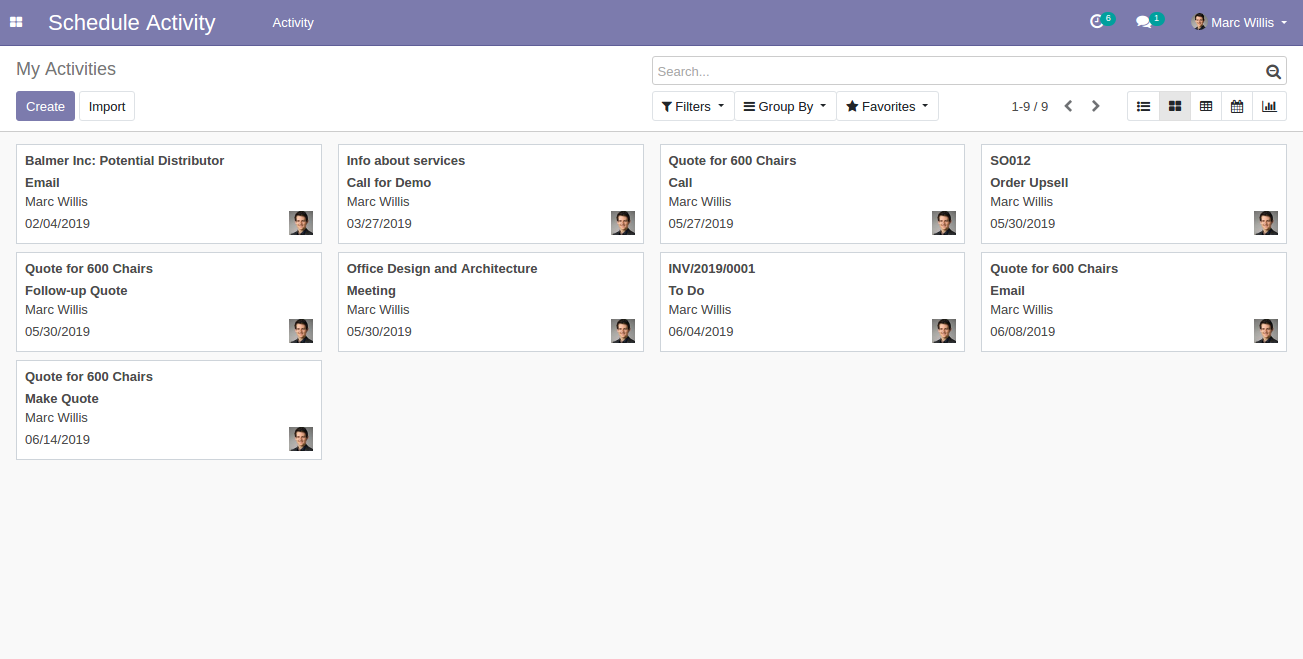 Schedule Activity Activity 6 1 Marc Willis
My Activities Search...
Create Import Filters Group By Favorites 1-9 / 9
Balmer Inc: Potential Distributor
Email
Marc Willis
02/04/2019
Info about services
Call for Demo
Marc Willis
03/27/2019
Quote for 600 Chairs
Call
Marc Willis
05/27/2019
SO012
Order Upsell
Marc Willis
05/30/2019
Quote for 600 Chairs
Follow-up Quote
Marc Willis
05/30/2019
Office Design and Architecture
Meeting
Marc Willis
05/30/2019
INV/2019/0001
To Do
Marc Willis
06/04/2019
Quote for 600 Chairs
Email
Marc Willis
06/08/2019
Quote for 600 Chairs
Make Quote
Marc Willis
06/14/2019